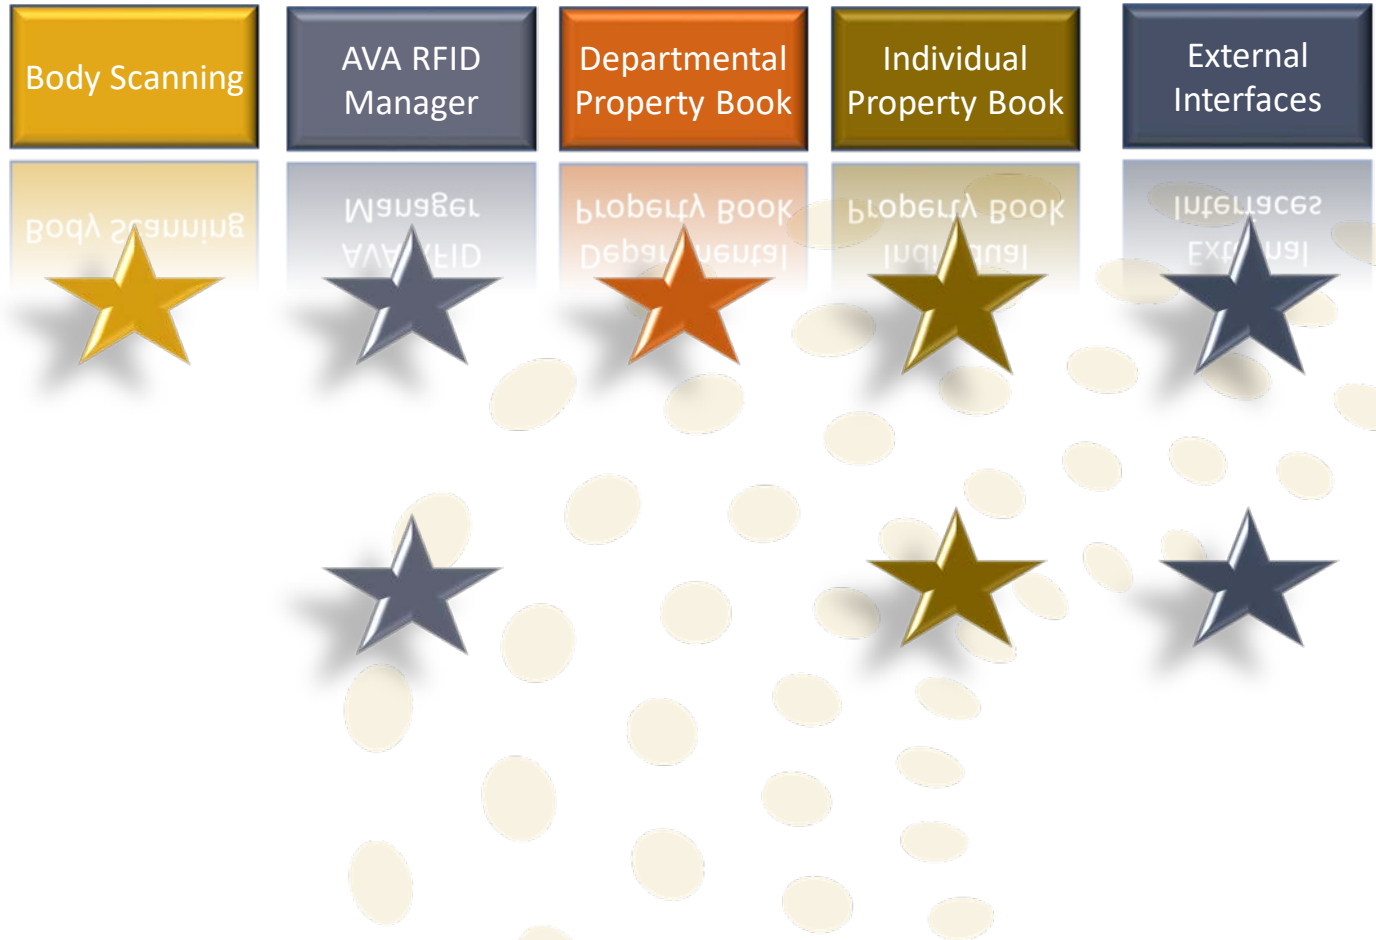 Body Scanning
AVA RFID
Manager
Departmental
Property Book
Individual
Property Book
External
Interfaces